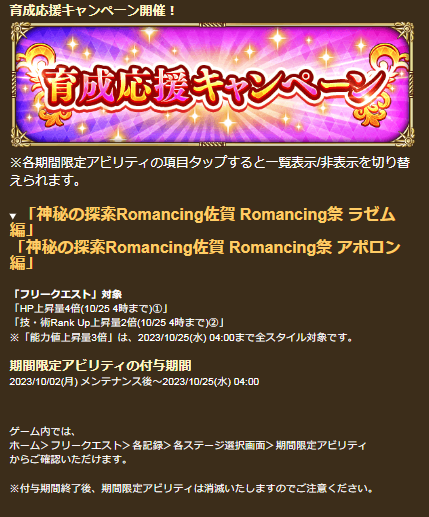 育成応援キャンペーン開催！
育成応援キャンペーン
※各期間限定アビリティの項目タップすると一覧表示/非表示を切り替
えられます。
▼「神秘の探索Romancing佐賀 Romancing祭 ラゼム
編」
「神秘の探索Romancing佐賀 Romancing祭 アポロン
編」
「フリークエスト」対象
「HP上昇量4倍(10/25 4時まで)①」
「技・術Rank Up上昇量2倍(10/25 4時まで)②」
※「能力値上昇量3倍」は、2023/10/25(水) 04:00まで全スタイル対象です。
期間限定アビリティの付与期間
2023/10/02(月) メンテナンス後～2023/10/25(水) 04:00
ゲーム内では、
ホーム＞フリークエスト＞各記録＞各ステージ選択画面＞期間限定アビリティ
からご確認いただけます。
※付与期間終了後、期間限定アビリティは消滅いたしますのでご注意ください。